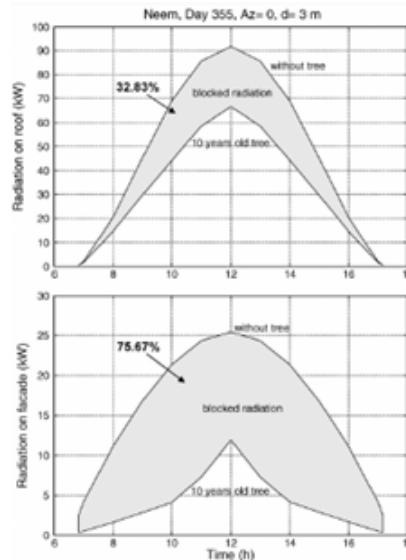 Neem, Day 355, Az= 0, d= 3 m
Radiation on roof (kW)
100
90
80
70
60
50
40
30
20
10
0
without tree
32.83%
blocked radiation
10 years old tree
6 8 10 12 14 16 18
Radiation on facade (kW)
30
25
20
15
10
5
0
without tree
75.67%
blocked radiation
10 years old tree
6 8 10 12 14 16 18
Time (h)